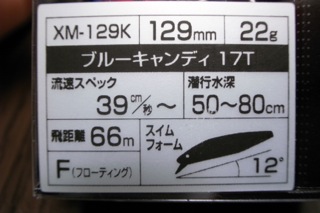 XM-129K 129mm 22g
ブルーキャンディ 17T
流速スペック 潜行水深
39cm/秒～ 50～80cm
飛距離 66m スイム
フォーム
F(フローティング) 12°